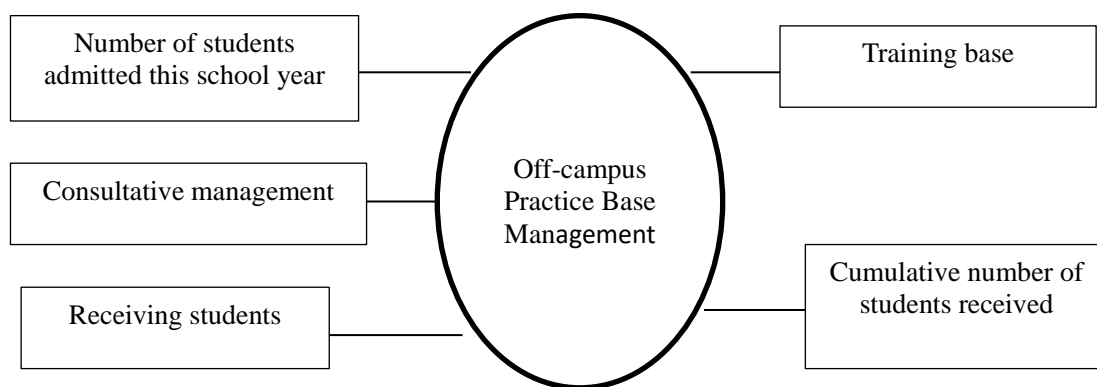 Number of students
admitted this school year
Consultative management
Receiving students
Off-campus
Practice Base
Management
Training base
Cumulative number of
students received